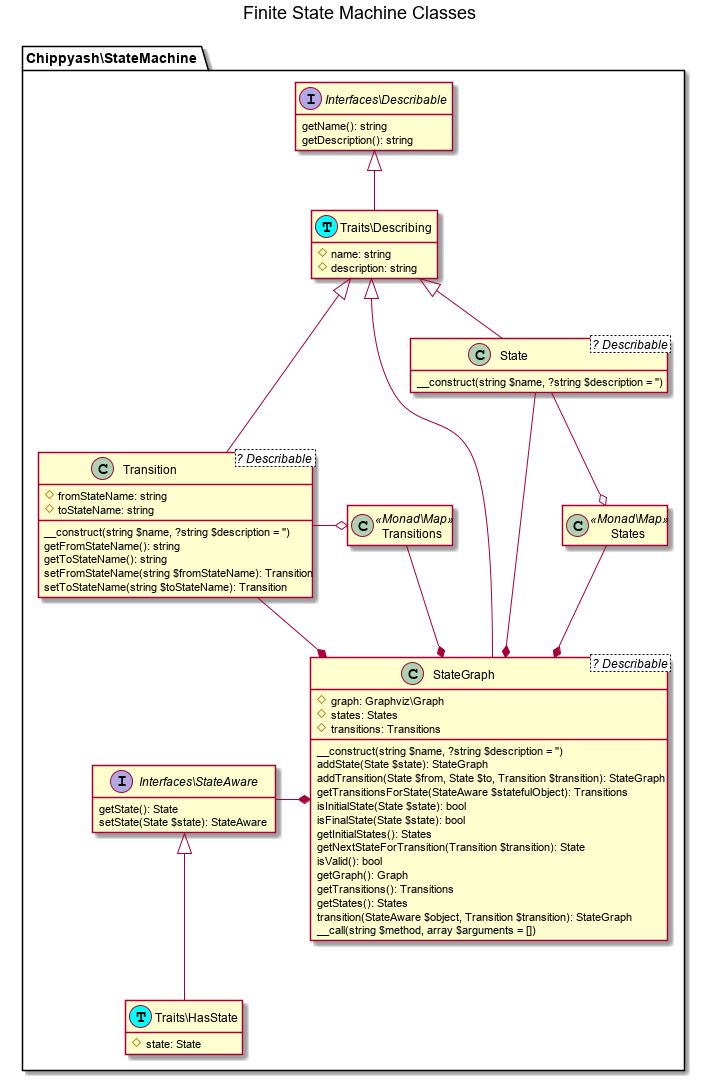 Finite State Machine Classes
Chippyash\StateMachine
I Interfaces\Describable
getName(): string
getDescription(): string
T Traits\Describing
name: string
description: string
? Describable
C State
__construct(string $name, ?string $description = '')
? Describable
C Transition
fromStateName: string
toStateName: string
__construct(string $name, ?string $description = '')
getFromStateName(): string
getToStateName(): string
setFromStateName(string $fromStateName): Transition
setToStateName(string $toStateName): Transition
C «Monad\Map»
Transitions
C «Monad\Map»
States
? Describable
C StateGraph
graph: Graphviz\Graph
states: States
transitions: Transitions
__construct(string $name, ?string $description = '')
addState(State $state): StateGraph
addTransition(State $from, State $to, Transition $transition): StateGraph
getTransitionsForState(StateAware $statefulObject): Transitions
isInitialState(State $state): bool
isFinalState(State $state): bool
getInitialStates(): States
getNextStateForTransition(Transition $transition): State
isValid(): bool
getGraph(): Graph
getTransitions(): Transitions
getStates(): States
transition(StateAware $object, Transition $transition): StateGraph
__call(string $method, array $arguments = [])
I Interfaces\StateAware
getState(): State
setState(State $state): StateAware
T Traits\HasState
state: State